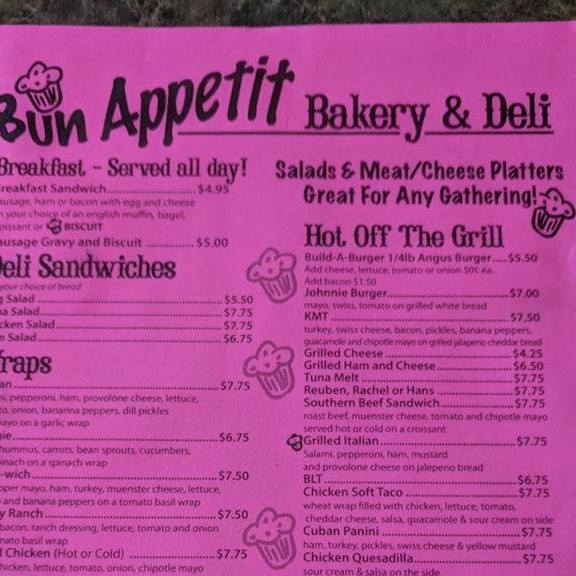 Bun Appetit Bakery & Deli
Breakfast - Served all day!
Breakfast Sandwich $4.95
sausage, ham or bacon with egg and cheese
on your choice of an english muffin, bagel,
croissant or BISCUIT
Sausage Gravy and Biscuit $5.00
Deli Sandwiches
your choice of bread
Salad $5.50
Salad $7.75
Salad $7.75
Salad $6.75
raps
$7.75
pepperoni, ham, provolone cheese, lettuce,
onion, bananna peppers, dill pickles
mayo on a garlic wrap
$6.75
hummus, carrots, bean sprouts, cucumbers,
spinach on a spinach wrap
-wich $7.50
mayo, ham, turkey, muenster cheese, lettuce,
and banana peppers on a tomato basil wrap
Ranch $7.50
bacon, ranch dressing, lettuce, tomato and onion
tomato basil wrap
Chicken (Hot or Cold) $7.75
chicken, lettuce, tomato, onion, chipotle mayo
Salads & Meat/Cheese Platters
Great For Any Gathering!
Hot Off The Grill
Build-A-Burger 1/4lb Angus Burger.....$5.50
Add cheese, lettuce, tomato or onion 50¢ ea.
Add bacon $1.50
Johnnie Burger $7.00
mayo, swiss, tomato on grilled white bread
KMT $7.50
turkey, swiss cheese, bacon, pickles, banana peppers,
guacamole and chipotle mayo on grilled jalapeno cheddar bread
Grilled Cheese $4.25
Grilled Ham and Cheese $6.50
Tuna Melt $7.75
Reuben, Rachel or Hans $7.75
Southern Beef Sandwich $7.75
roast beef, muenster cheese, tomato and chipotle mayo
served hot or cold on a croissant
Grilled Italian $7.75
Salami, pepperoni, ham, mustard
and provolone cheese on jalepeno bread
BLT $6.75
Chicken Soft Taco $7.75
wheat wrap filled with chicken, lettuce, tomato,
cheddar cheese, salsa, guacamole & sour cream on side
Cuban Panini $7.75
ham, turkey, pickles, swiss cheese & yellow mustard
Chicken Quesadilla $7.75
sour cream & salsa on the side